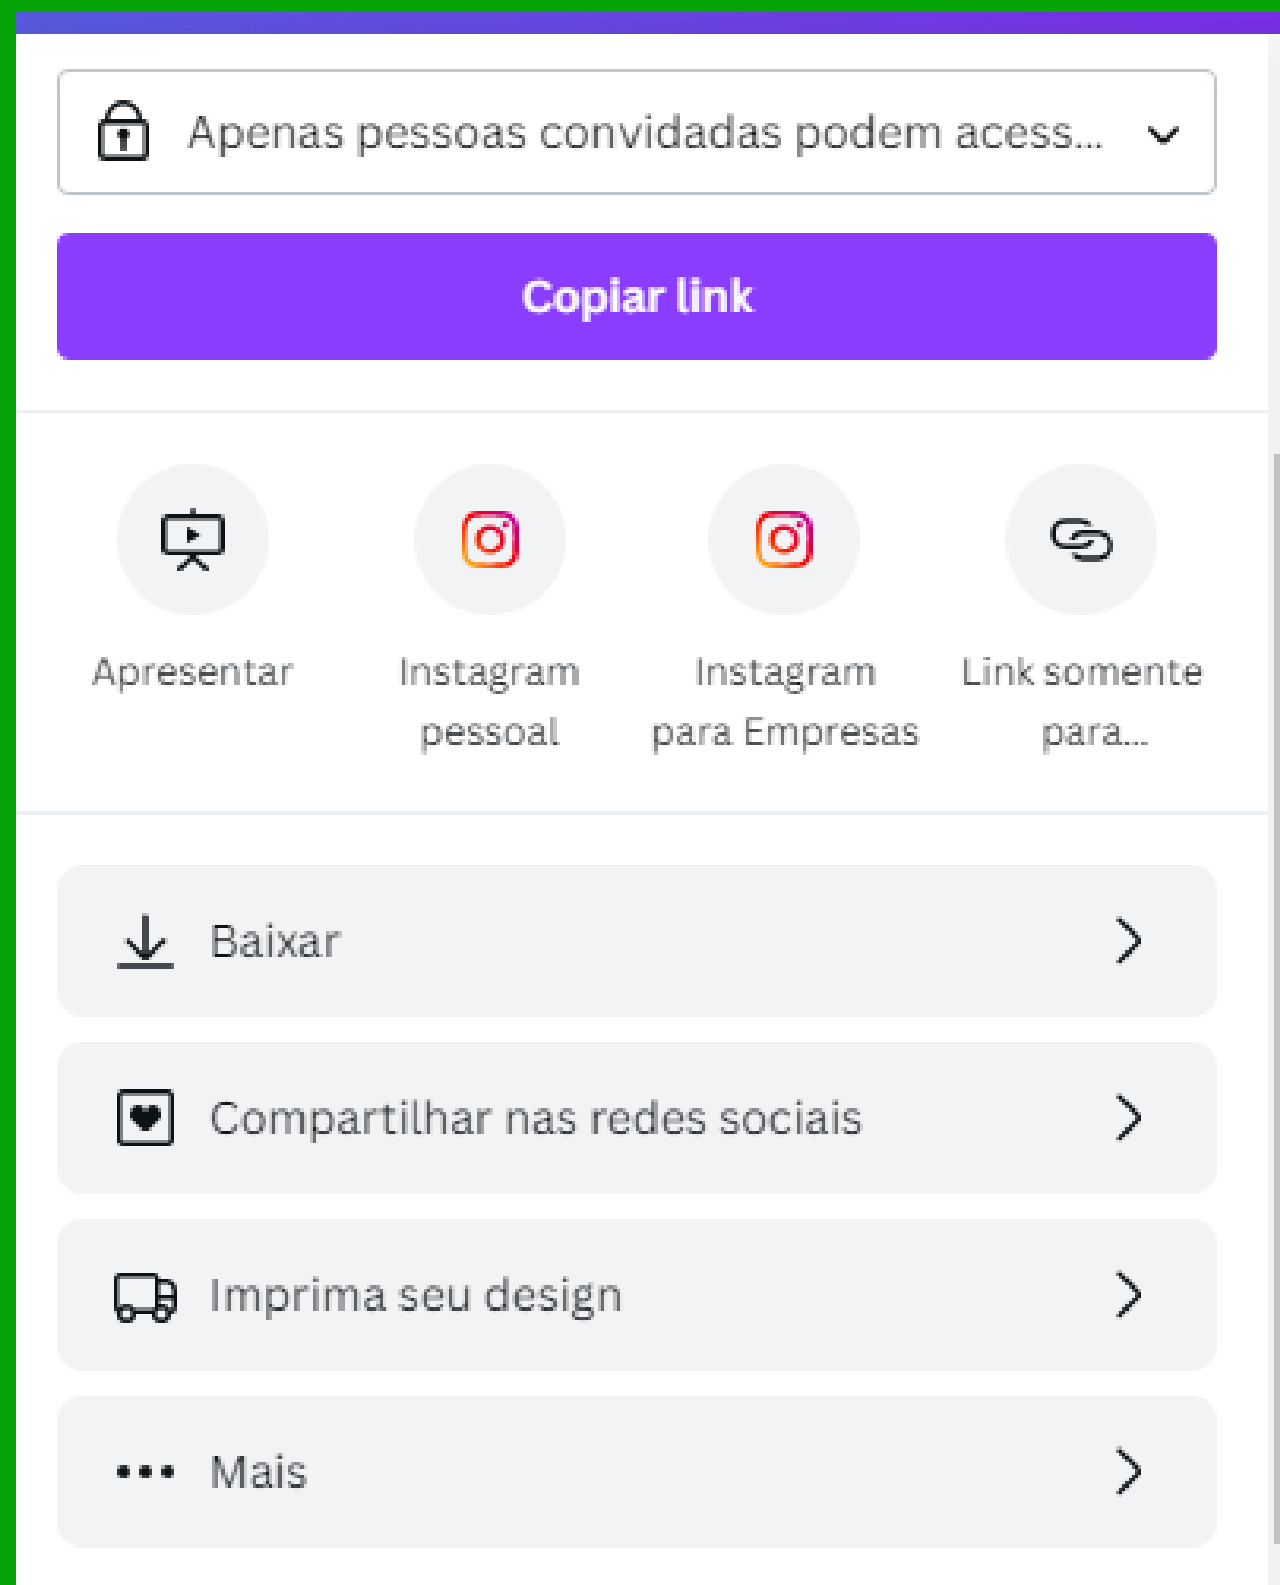 Apenas pessoas convidadas podem acess...
Copiar link
Apresentar
Instagram
pessoal
Instagram
para Empresas
Link somente
para...
Baixar
Compartilhar nas redes sociais
Imprima seu design
Mais